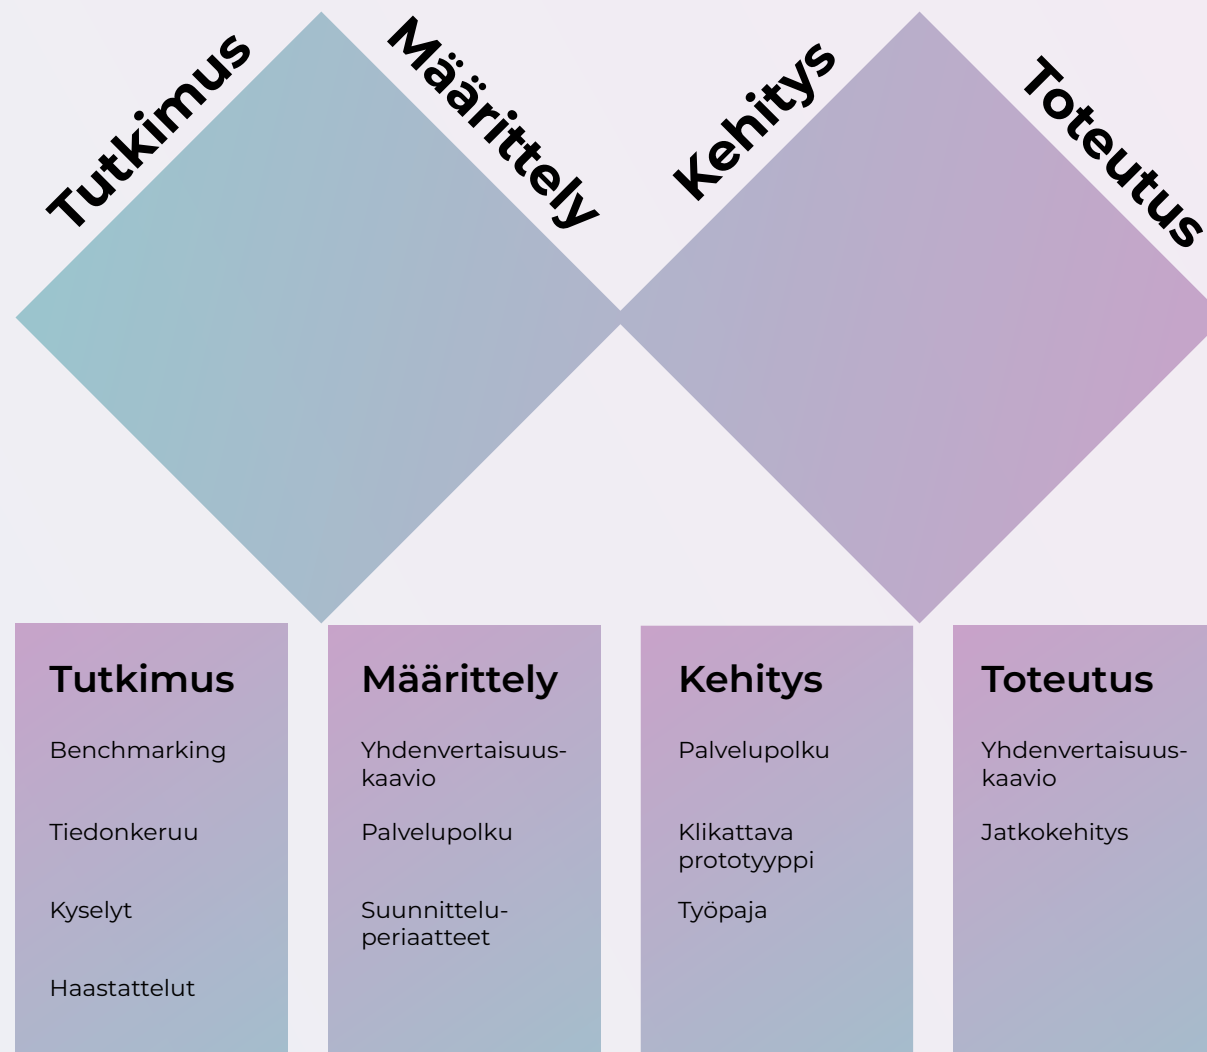 Tutkimus
Määrittely
Kehitys
Toteutus
Tutkimus
Benchmarking
Tiedonkeruu
Kyselyt
Haastattelut
Määrittely
Yhdenvertaisuus-
kaavio
Palvelupolku
Suunnittelu-
periaatteet
Kehitys
Palvelupolku
Klikattava
prototyyppi
Työpaja
Toteutus
Yhdenvertaisuus-
kaavio
Jatkokehitys